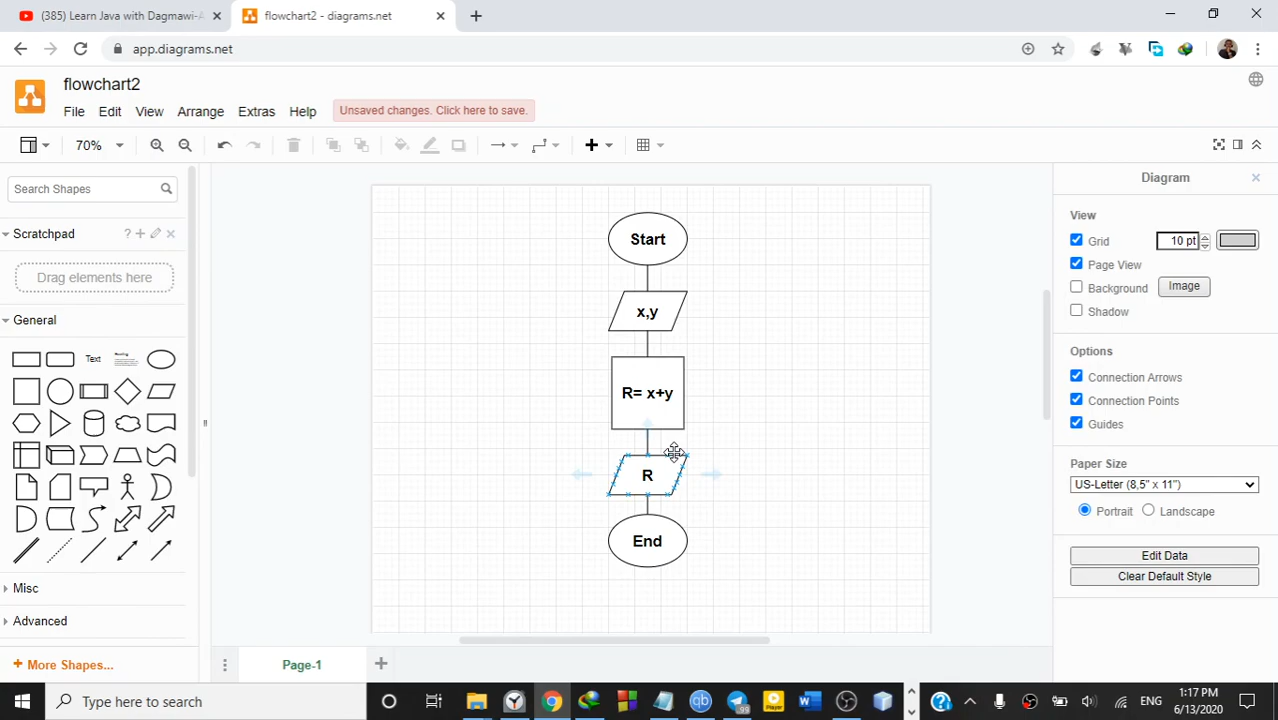 (385) Learn Java with Dagmawi-A
flowchart2 - diagrams.net
app.diagrams.net
flowchart2
File Edit View Arrange Extras Help
Unsaved changes. Click here to save.
70%
Search Shapes
Scratchpad
?
Drag elements here
General
Text
Misc
Advanced
+ More Shapes...
Start
x,y
R= x+y
R
End
Page-1
Diagram
View
Grid 10 pt
Page View
Background Image
Shadow
Options
Connection Arrows
Connection Points
Guides
Paper Size
US-Letter (8,5" x 11")
Portrait Landscape
Edit Data
Clear Default Style
Type here to search
99
Player
ENG
1:17 PM
6/13/2020